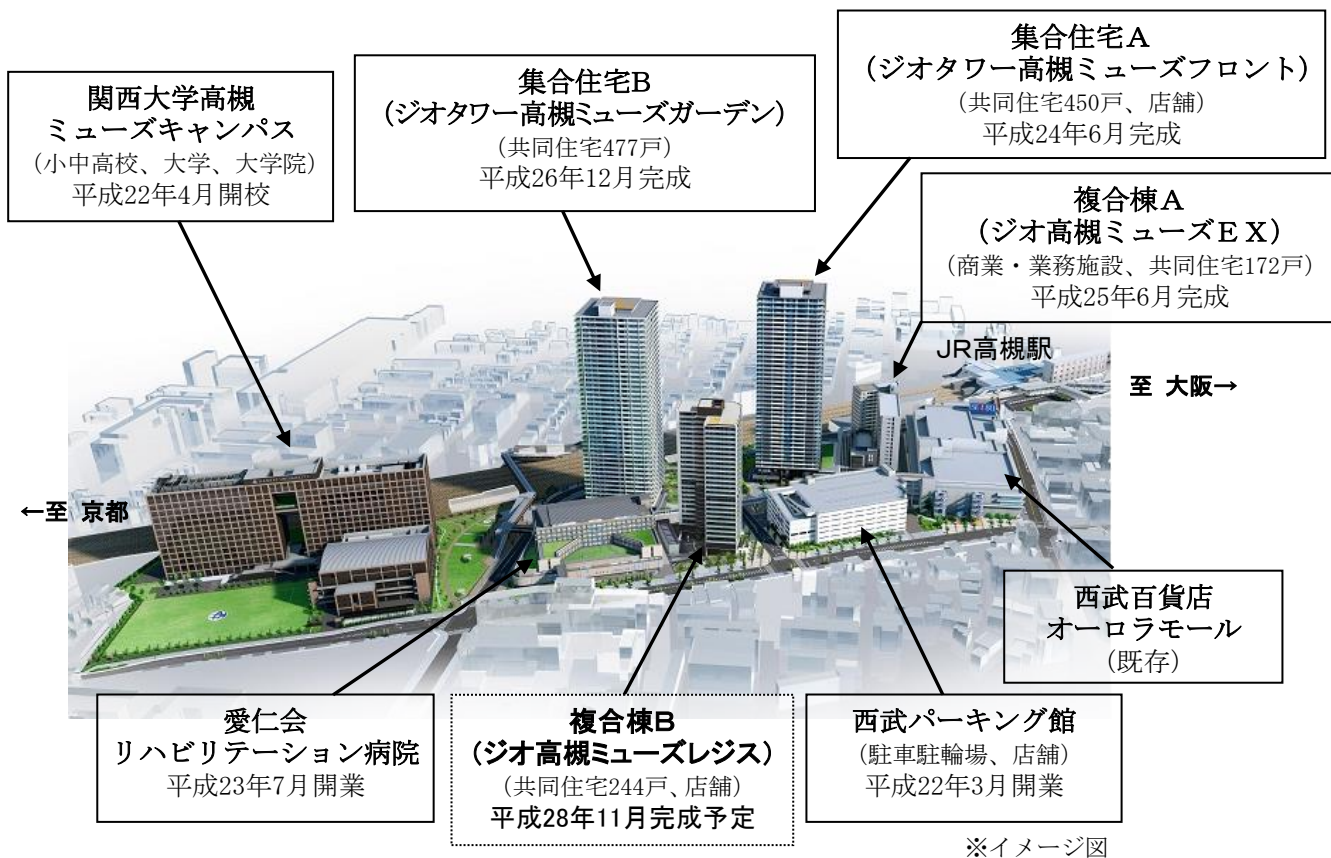 関西大学高槻
ミューズキャンパス
(小中高校、大学、大学院)
平成22年4月開校
集合住宅B
(ジオタワー高槻ミューズガーデン)
(共同住宅477戸)
平成26年12月完成
集合住宅A
(ジオタワー高槻ミューズフロント)
(共同住宅450戸、店舗)
平成24年6月完成
複合棟A
(ジオ高槻ミューズEX)
(商業・業務施設、共同住宅172戸)
平成25年6月完成
JR高槻駅
至 大阪→
←至 京都
西武百貨店
オーロラモール
(既存)
愛仁会
リハビリテーション病院
平成23年7月開業
複合棟B
(ジオ高槻ミューズレジス)
(共同住宅244戸、店舗)
平成28年11月完成予定
西武パーキング館
(駐車駐輪場、店舗)
平成22年3月開業
※イメージ図